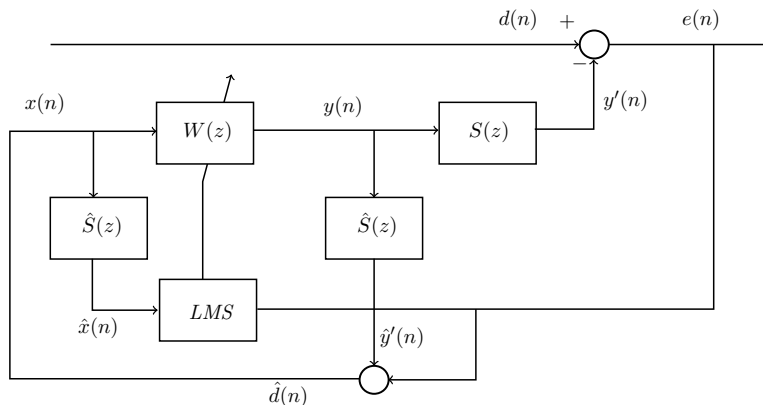 d(n) + e(n)
−
x(n) y(n) y′(n)
W(z) S(z)
Ŝ(z) Ŝ(z)
LMS
x̂(n) ŷ′(n)
d̂(n)